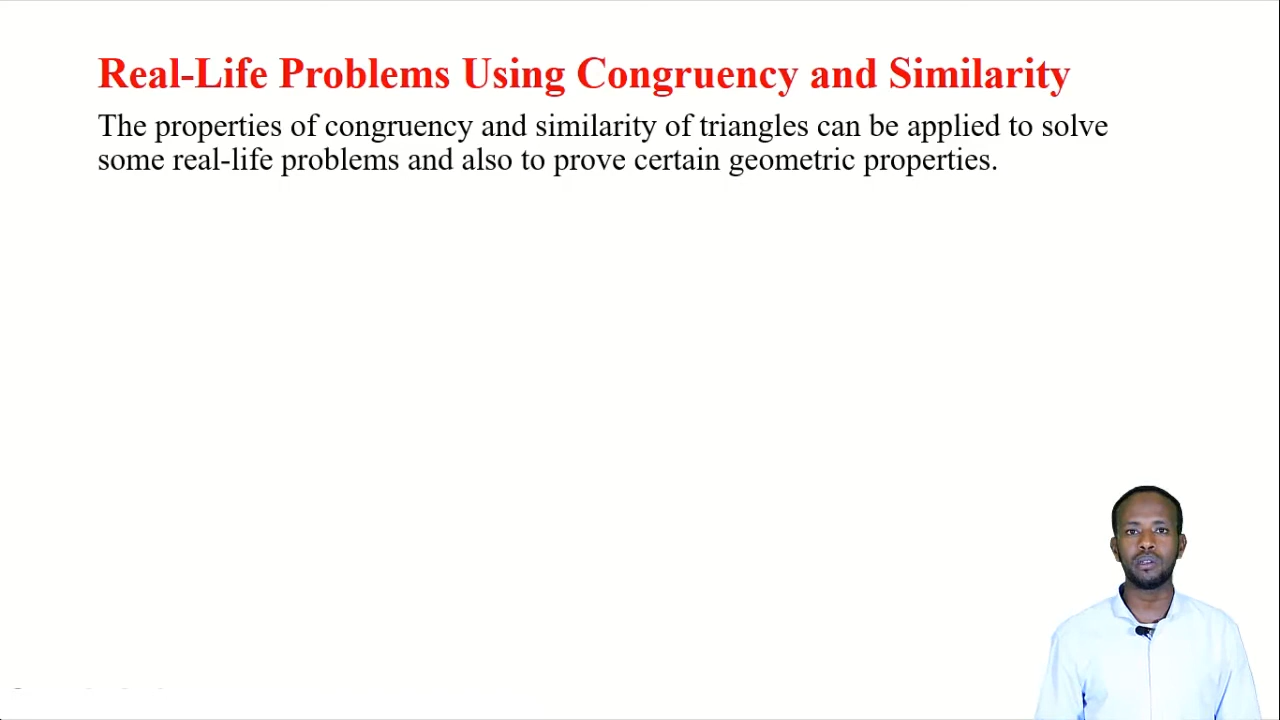 Real-Life Problems Using Congruency and Similarity
The properties of congruency and similarity of triangles can be applied to solve
some real-life problems and also to prove certain geometric properties.